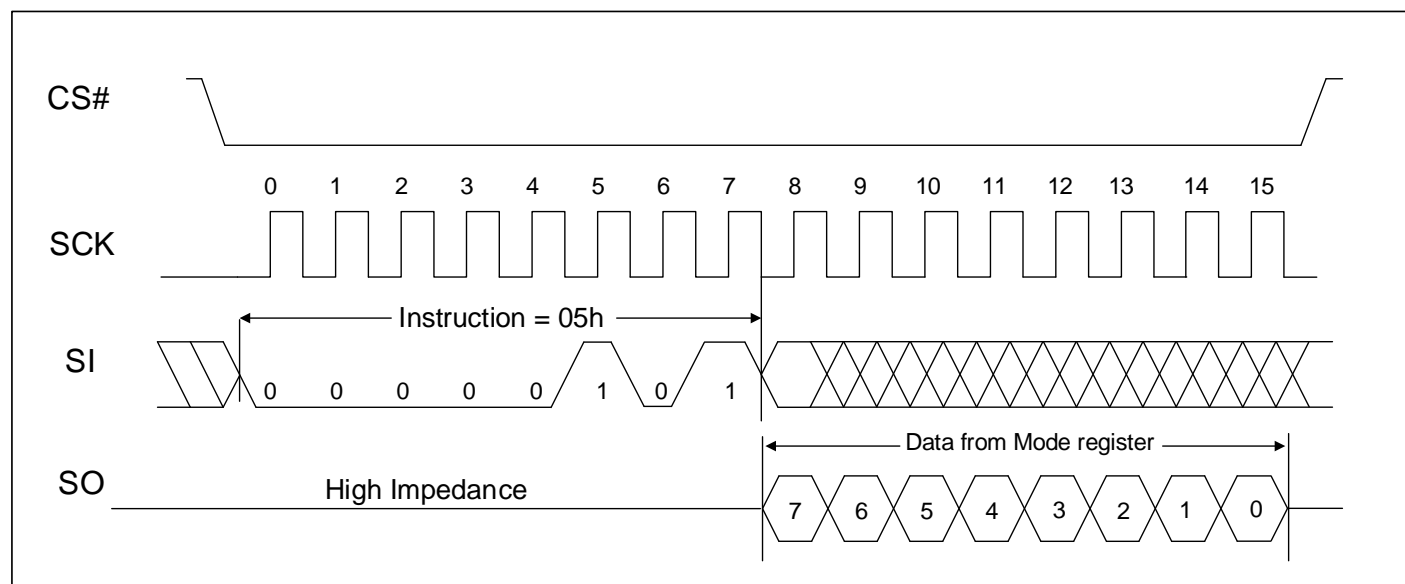 CS#
0 1 2 3 4 5 6 7 8 9 10 11 12 13 14 15
SCK
Instruction = 05h
SI
0 0 0 0 0 1 0 1
Data from Mode register
SO
High Impedance
7 6 5 4 3 2 1 0